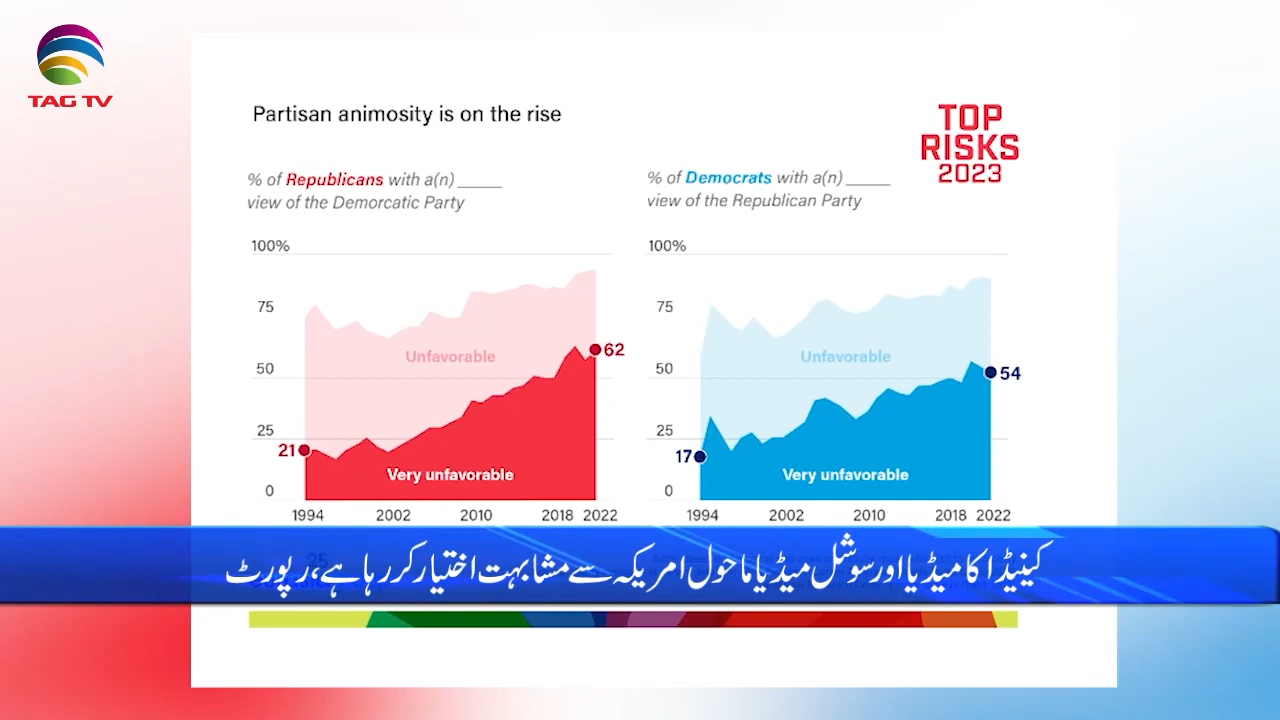 TAG TV
Partisan animosity is on the rise
TOP
RISKS
2023
% of Republicans with a(n) _____
view of the Demorcatic Party
% of Democrats with a(n) _____
view of the Republican Party
100%
75
50
25
0
Unfavorable
Very unfavorable
21
62
1994 2002 2010 2018 2022
100%
75
50
25
0
Unfavorable
Very unfavorable
17
54
1994 2002 2010 2018 2022
کینیڈا کا میڈیا اور سوشل میڈیا ماحول امریکہ سے مشابہت اختیار کر رہا ہے، رپورٹ